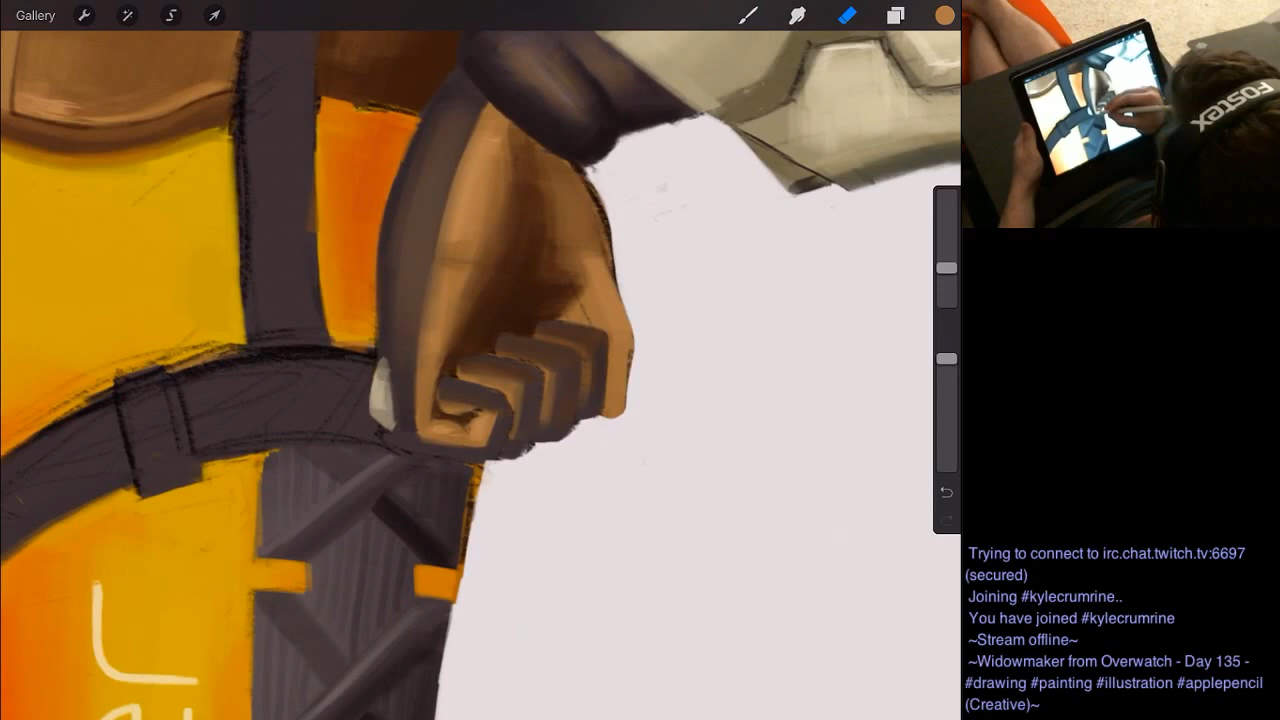 Gallery
FOSTEX
Trying to connect to irc.chat.twitch.tv:6697
(secured)
Joining #kylecrumrine..
You have joined #kylecrumrine
~Stream offline~
~Widowmaker from Overwatch - Day 135 -
#drawing #painting #illustration #applepencil
(Creative)~